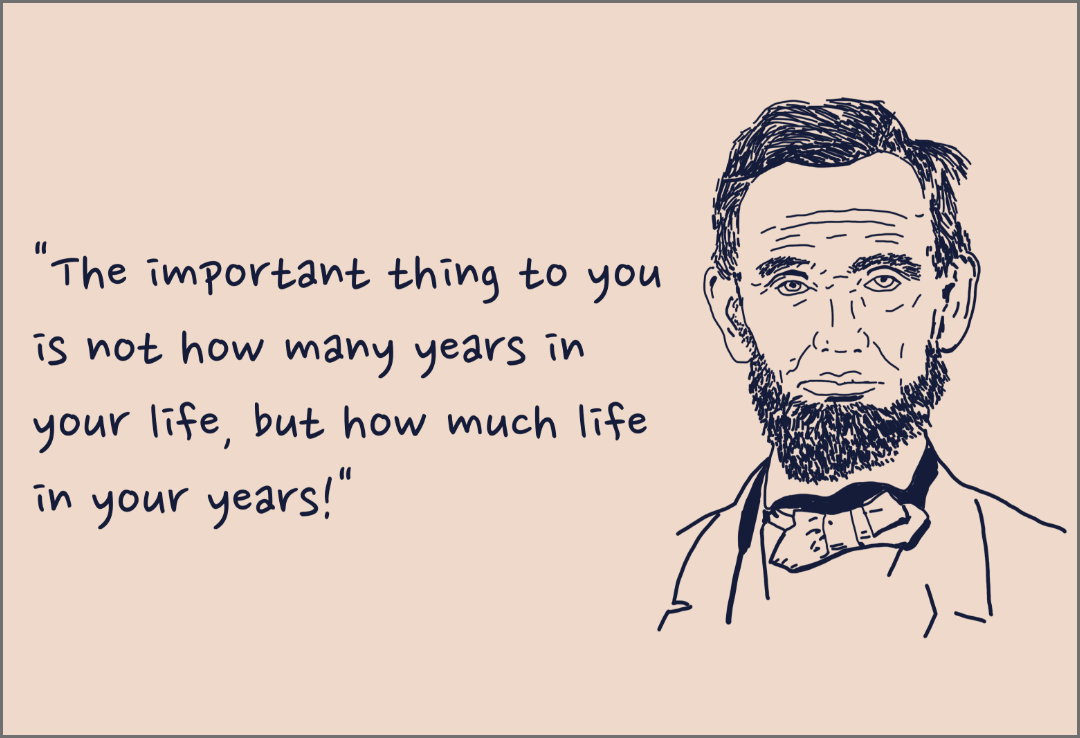 "The important thing to you
is not how many years in
your life, but how much life
in your years!"